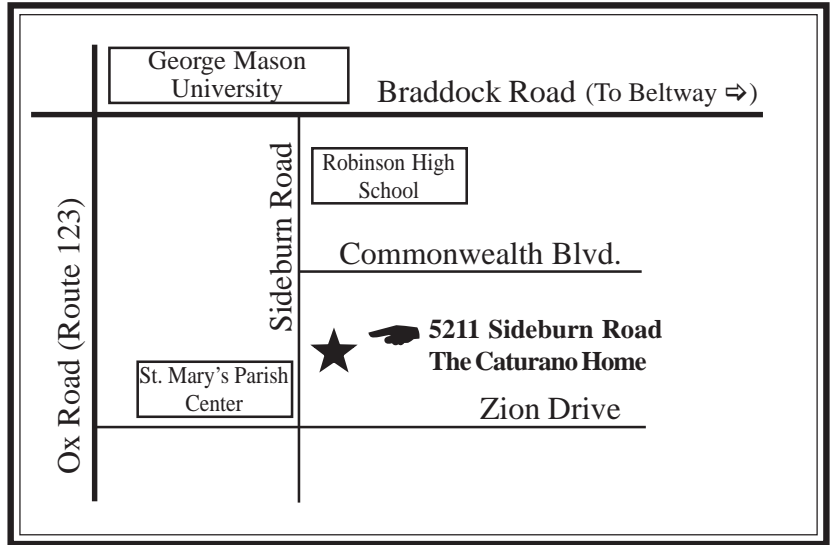 George Mason
University
Braddock Road (To Beltway ⇨)
Ox Road (Route 123)
Sideburn Road
Robinson High
School
Commonwealth Blvd.
5211 Sideburn Road
The Caturano Home
St. Mary’s Parish
Center
Zion Drive